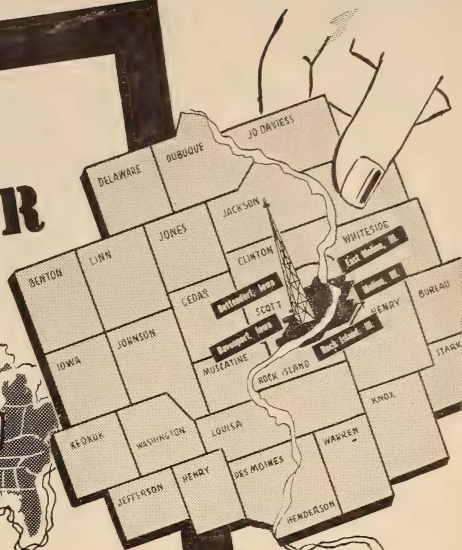 R
JO DAVIESS
DUBUQUE
DELAWARE
JACKSON
JONES
LINN
BENTON
WHITESIDE
CLINTON
East Moline, Ill.
CEDAR
Bettendorf, Iowa
Moline, Ill.
SCOTT
HENRY
BUREAU
JOHNSON
IOWA
Davenport, Iowa
Rock Island, Ill.
MUSCATINE
ROCK ISLAND
STARK
KNOX
KEOKUK
WASHINGTON
LOUISA
WARREN
DES MOINES
HENRY
JEFFERSON
HENDERSON